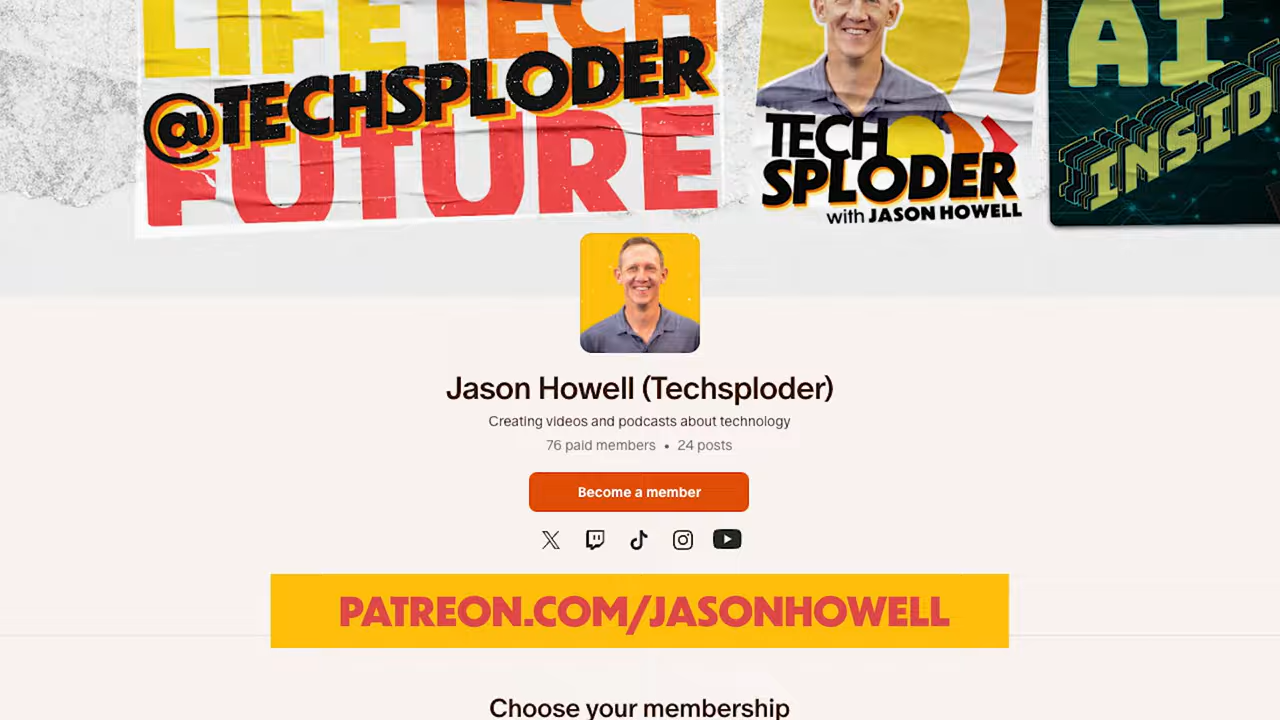 LIFE TECH
@TECHSPLODER
FUTURE
TECH
SPLODER
with JASON HOWELL
AI
INSID
Jason Howell (Techsploder)
Creating videos and podcasts about technology
76 paid members • 24 posts
Become a member
PATREON.COM/JASONHOWELL
Choose your membership